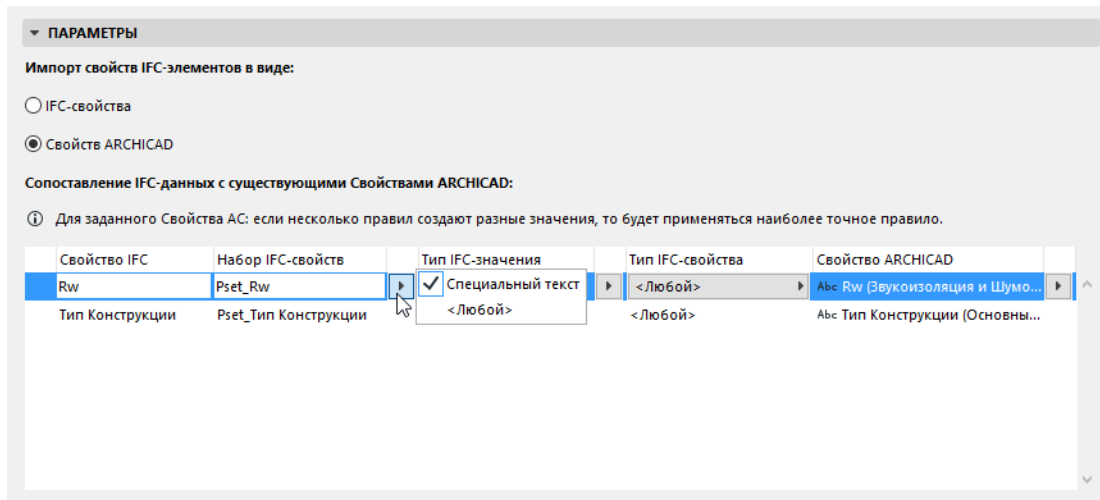 ПАРАМЕТРЫ
Импорт свойств IFC-элементов в виде:
IFC-свойства
Свойств ARCHICAD
Сопоставление IFC-данных с существующими Свойствами ARCHICAD:
Для заданного Свойства АС: если несколько правил создают разные значения, то будет применяться наиболее точное правило.
Свойство IFC Набор IFC-свойств Тип IFC-значения Тип IFC-свойства Свойство ARCHICAD
Rw Pset_Rw Специальный текст <Любой> Abc Rw (Звукоизоляция и Шумо...
<Любой>
Тип Конструкции Pset_Тип Конструкции <Любой> Abc Тип Конструкции (Основны...